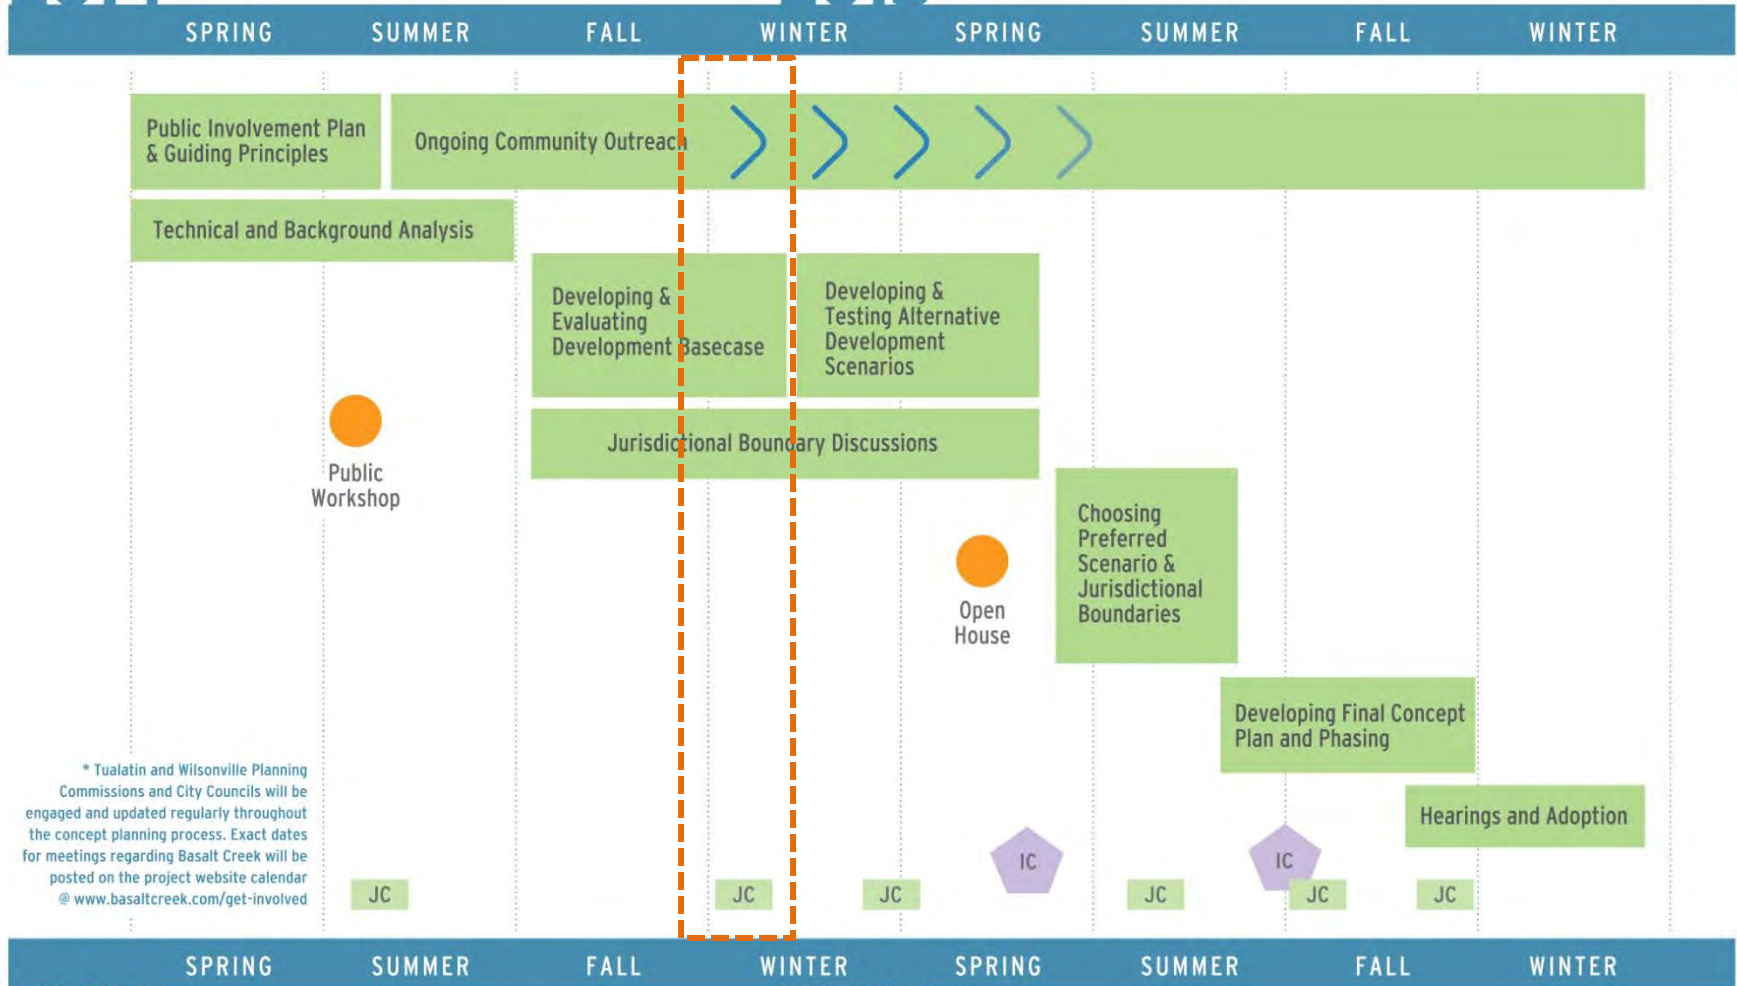 SPRING SUMMER FALL WINTER SPRING SUMMER FALL WINTER
Public Involvement Plan
& Guiding Principles
Ongoing Community Outreach
Technical and Background Analysis
Developing &
Evaluating
Development Basecase
Developing &
Testing Alternative
Development
Scenarios
Jurisdictional Boundary Discussions
Public
Workshop
Choosing
Preferred
Scenario &
Jurisdictional
Boundaries
Open
House
Developing Final Concept
Plan and Phasing
Hearings and Adoption
* Tualatin and Wilsonville Planning
Commissions and City Councils will be
engaged and updated regularly throughout
the concept planning process. Exact dates
for meetings regarding Basalt Creek will be
posted on the project website calendar
@ www.basaltcreek.com/get-involved
IC IC
JC JC JC JC JC JC
SPRING SUMMER FALL WINTER SPRING SUMMER FALL WINTER